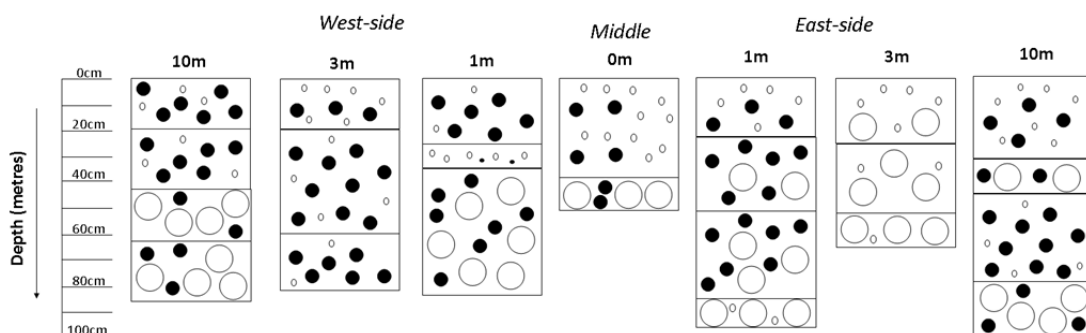 West-side Middle East-side
10m 3m 1m 0m 1m 3m 10m
0cm
20cm
40cm
60cm
80cm
100cm
Depth (metres)